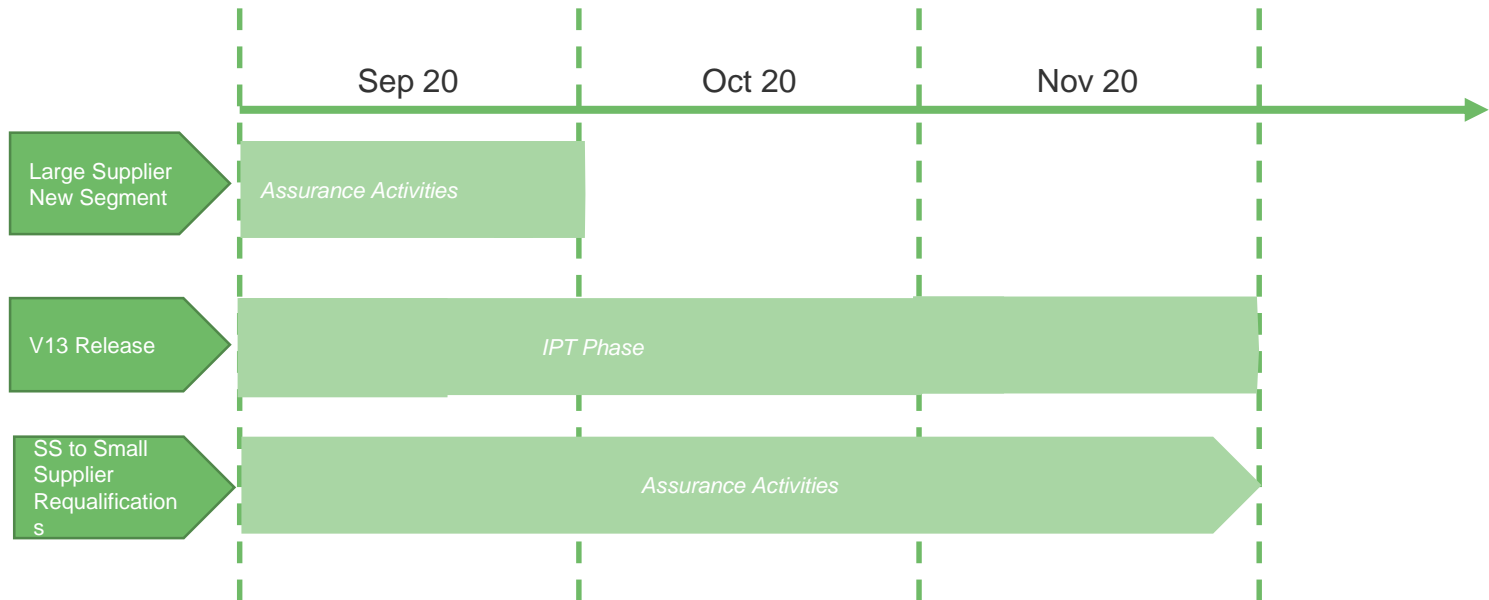 Sep 20
Oct 20
Nov 20
Large Supplier
New Segment
Assurance Activities
V13 Release
IPT Phase
SS to Small
Supplier
Requalification
s
Assurance Activities